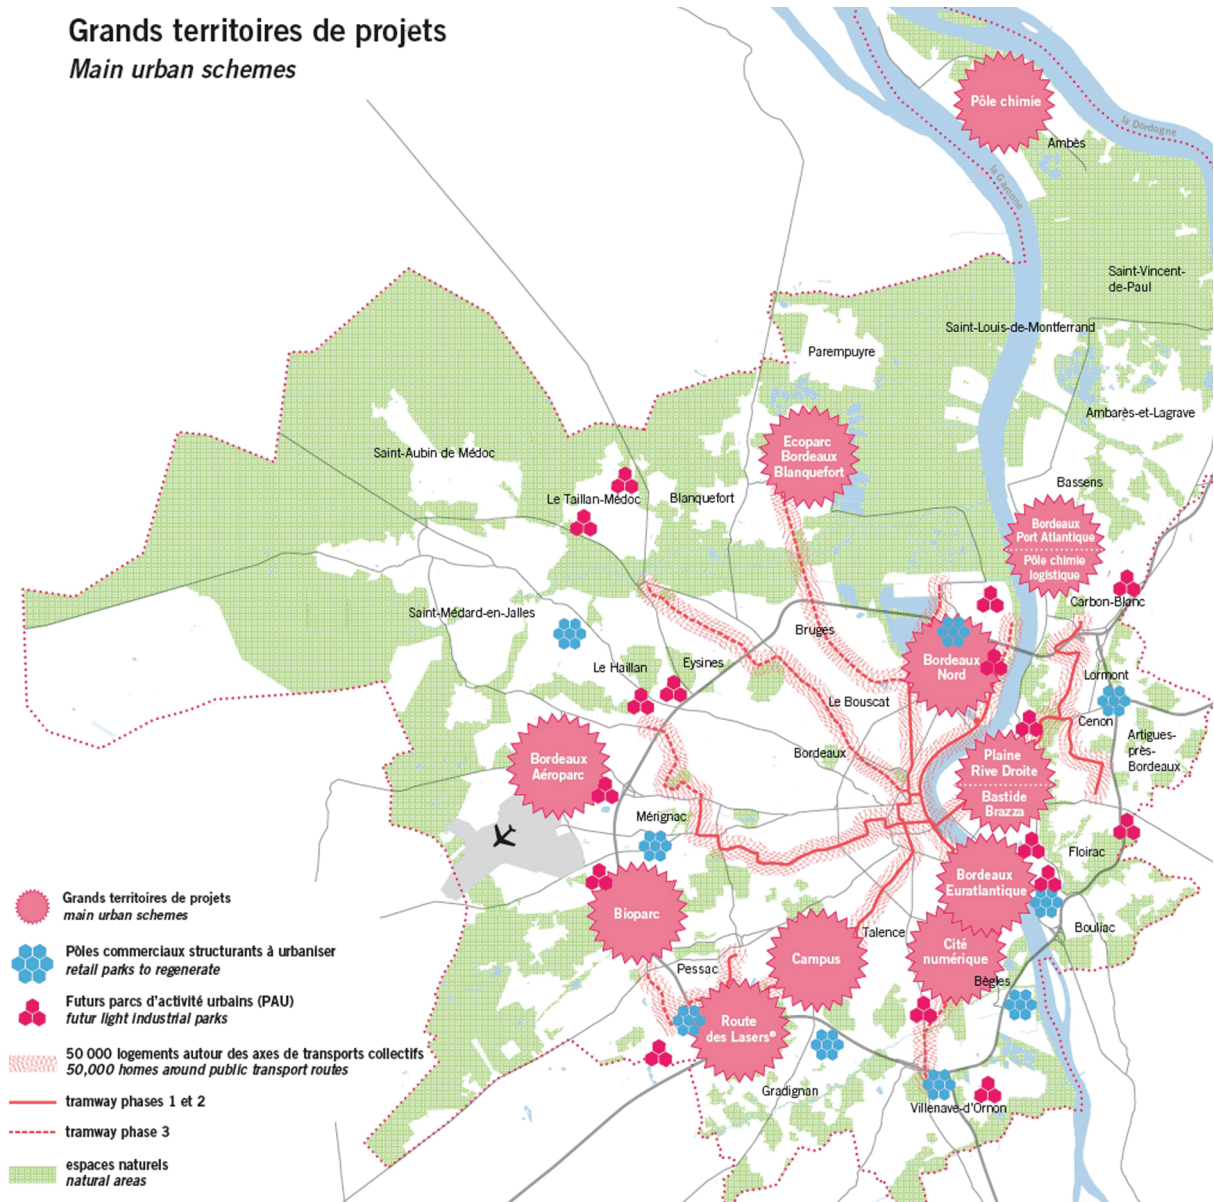 Grands territoires de projets
Main urban schemes
Pôle chimie
la Dordogne
Ambès
la Garonne
Saint-Vincent-
de-Paul
Saint-Louis-de-Montferrand
Parempuyre
Ambarès-et-Lagrave
Ecoparc
Bordeaux
Blanquefort
Saint-Aubin de Médoc
Le Taillan-Médoc
Blanquefort
Bassens
Bordeaux
Port Atlantique
Pôle chimie
logistique
Carbon-Blanc
Saint-Médard-en-Jalles
Bruges
Le Haillan
Eysines
Bordeaux
Nord
Lormont
Le Bouscat
Cenon
Artigues-
près-
Bordeaux
Bordeaux
Bordeaux
Aéroparc
Plaine
Rive Droite
Bastide
Brazza
Mérignac
Floirac
Bordeaux
Euratlantique
Bioparc
Talence
Bouliac
Cité
numérique
Campus
Pessac
Bègles
Route
des Lasers®
Gradignan
Villenave-d'Ornon
Grands territoires de projets
main urban schemes
Pôles commerciaux structurants à urbaniser
retail parks to regenerate
Futurs parcs d'activité urbains (PAU)
futur light industrial parks
50 000 logements autour des axes de transports collectifs
50,000 homes around public transport routes
tramway phases 1 et 2
tramway phase 3
espaces naturels
natural areas